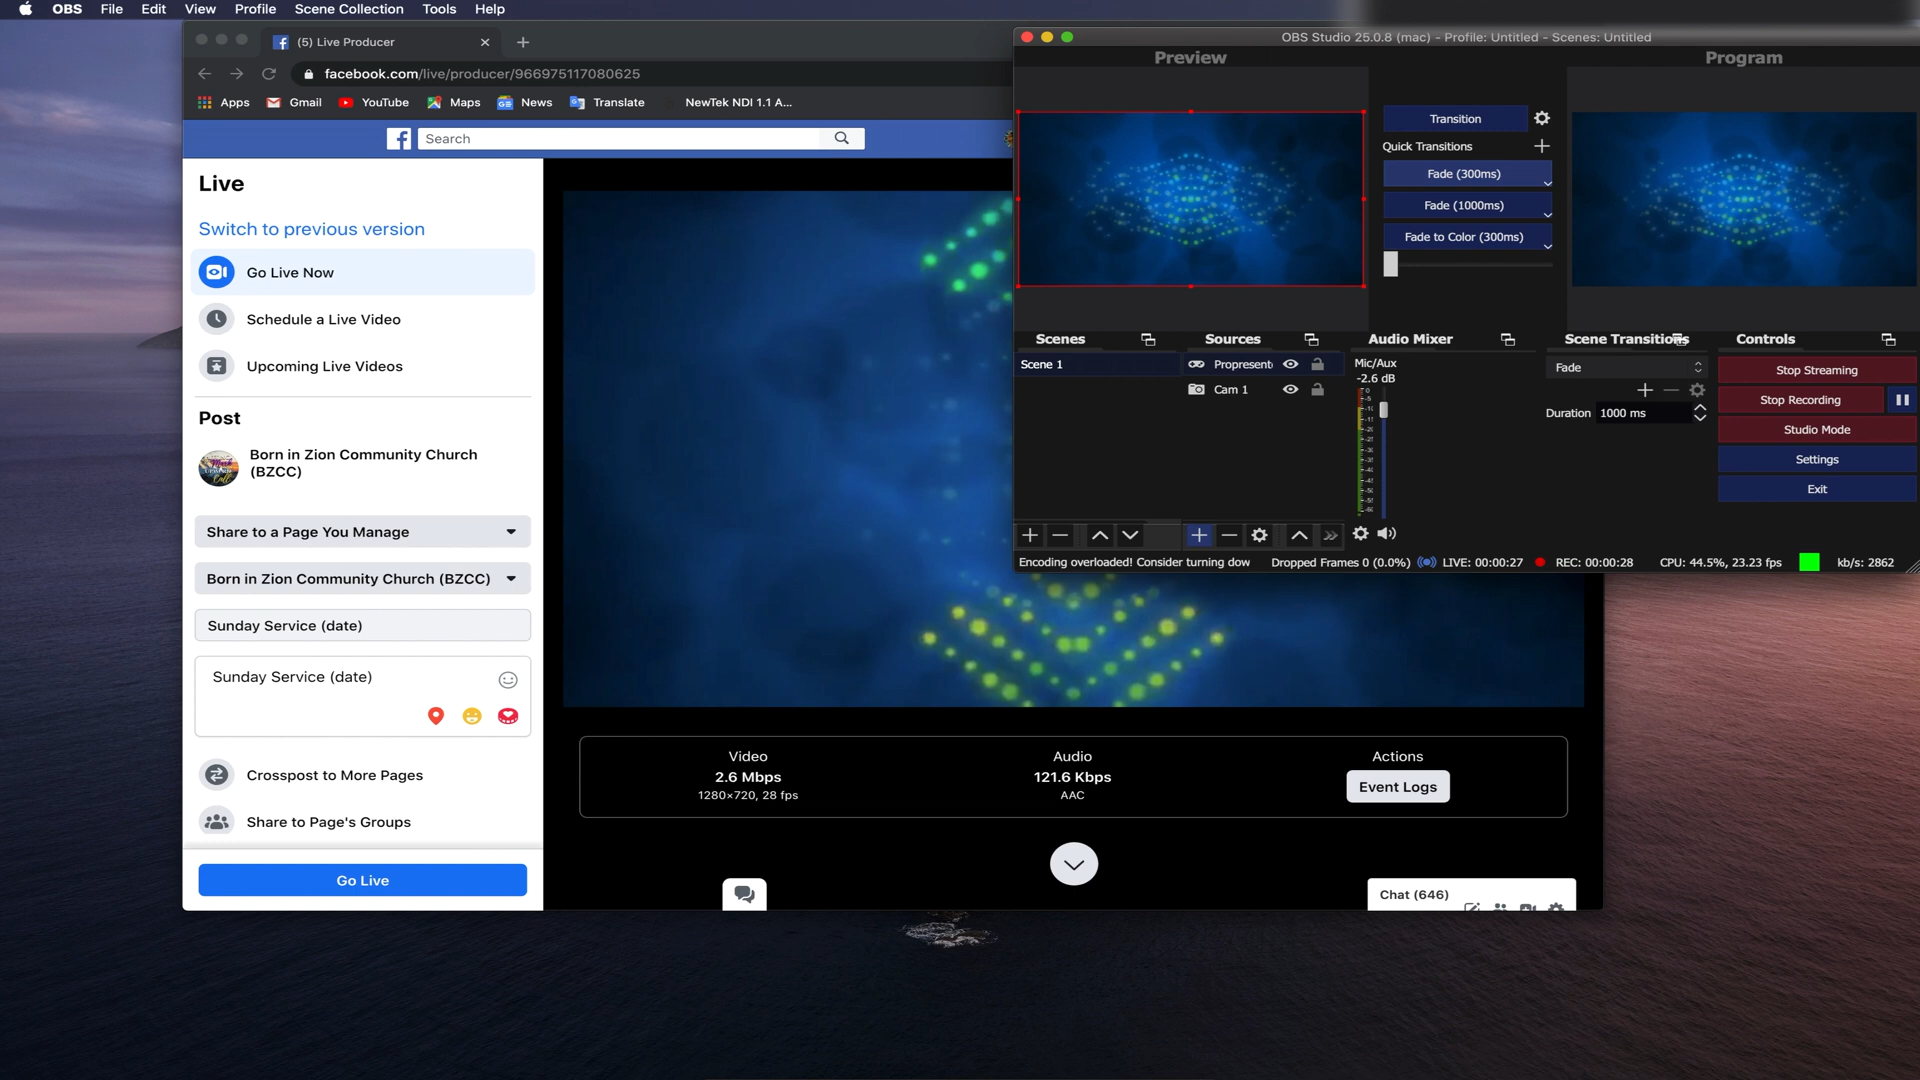 OBS File Edit View Profile Scene Collection Tools Help
(5) Live Producer
facebook.com/live/producer/966975117080625
Apps Gmail YouTube Maps News Translate NewTek NDI 1.1 A...
Search
Live
Switch to previous version
Go Live Now
Schedule a Live Video
Upcoming Live Videos
Post
Born in Zion Community Church
(BZCC)
Share to a Page You Manage
Born in Zion Community Church (BZCC)
Sunday Service (date)
Sunday Service (date)
Crosspost to More Pages
Share to Page's Groups
Go Live
Video
2.6 Mbps
1280×720, 28 fps
Audio
121.6 Kbps
AAC
Actions
Event Logs
Chat (646)
OBS Studio 25.0.8 (mac) - Profile: Untitled - Scenes: Untitled
Preview
Program
Transition
Quick Transitions
Fade (300ms)
Fade (1000ms)
Fade to Color (300ms)
Scenes
Scene 1
Sources
Propresent
Cam 1
Audio Mixer
Mic/Aux
-2.6 dB
Scene Transitions
Fade
Duration 1000 ms
Controls
Stop Streaming
Stop Recording
Studio Mode
Settings
Exit
Encoding overloaded! Consider turning dow Dropped Frames 0 (0.0%) LIVE: 00:00:27 REC: 00:00:28 CPU: 44.5%, 23.23 fps kb/s: 2862